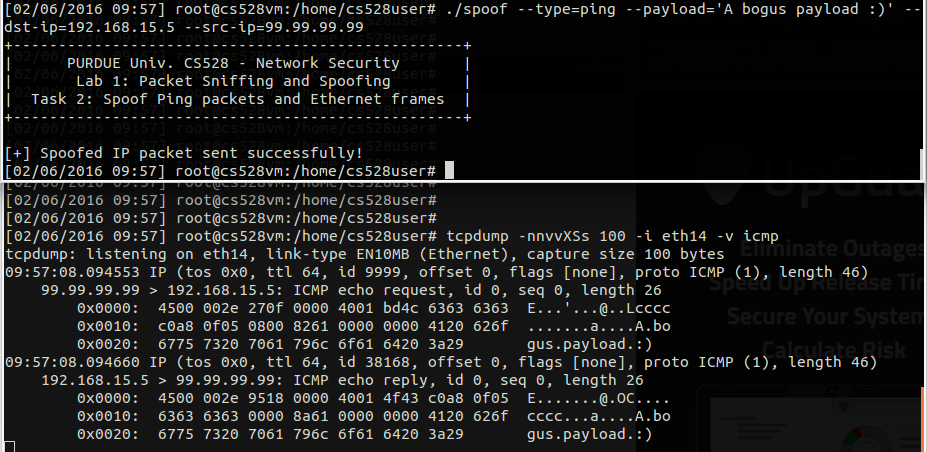 [02/06/2016 09:57] root@cs528vm:/home/cs528user# ./spoof --type=ping --payload='A bogus payload :)' --
dst-ip=192.168.15.5 --src-ip=99.99.99.99
+--------------------------------------------------+
|      PURDUE Univ. CS528 - Network Security       |
|       Lab 1: Packet Sniffing and Spoofing        |
|  Task 2: Spoof Ping packets and Ethernet frames  |
+--------------------------------------------------+
[+] Spoofed IP packet sent successfully!
[02/06/2016 09:57] root@cs528vm:/home/cs528user#
[02/06/2016 09:57] root@cs528vm:/home/cs528user#
[02/06/2016 09:57] root@cs528vm:/home/cs528user#
[02/06/2016 09:57] root@cs528vm:/home/cs528user#
[02/06/2016 09:57] root@cs528vm:/home/cs528user# tcpdump -nnvvXSs 100 -i eth14 -v icmp
tcpdump: listening on eth14, link-type EN10MB (Ethernet), capture size 100 bytes
09:57:08.094553 IP (tos 0x0, ttl 64, id 9999, offset 0, flags [none], proto ICMP (1), length 46)
    99.99.99.99 > 192.168.15.5: ICMP echo request, id 0, seq 0, length 26
        0x0000:  4500 002e 270f 0000 4001 bd4c 6363 6363  E...'...@..Lcccc
        0x0010:  c0a8 0f05 0800 8261 0000 0000 4120 626f  .......a....A.bo
        0x0020:  6775 7320 7061 796c 6f61 6420 3a29       gus.payload.:)
09:57:08.094660 IP (tos 0x0, ttl 64, id 38168, offset 0, flags [none], proto ICMP (1), length 46)
    192.168.15.5 > 99.99.99.99: ICMP echo reply, id 0, seq 0, length 26
        0x0000:  4500 002e 9518 0000 4001 4f43 c0a8 0f05  E.......@.OC....
        0x0010:  6363 6363 0000 8a61 0000 0000 4120 626f  cccc...a....A.bo
        0x0020:  6775 7320 7061 796c 6f61 6420 3a29       gus.payload.:)
Eliminate Outages
Speed Up Release
Secure Your System
Calculate Risk